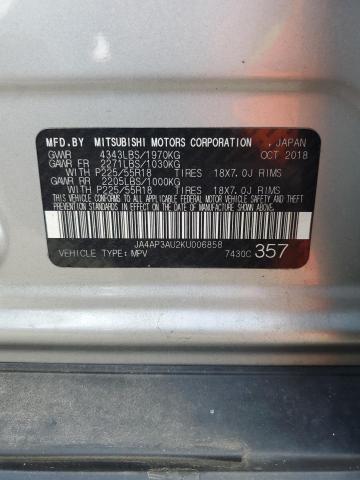 MFD.BY MITSUBISHI MOTORS CORPORATION , JAPAN
GVWR 4343LBS/1970KG OCT 2018
GAWR FR 2271LBS/1030KG
WITH P225/55R18 TIRES 18X7.0J RIMS
GAWR RR 2205LBS/1000KG
WITH P225/55R18 TIRES 18X7.0J RIMS
THIS VEHICLE CONFORMS TO ALL APPLICABLE
FEDERAL MOTOR VEHICLE SAFETY AND THEFT
PREVENTION STANDARDS IN EFFECT ON THE DATE
OF MANUFACTURE SHOWN ABOVE.
JA4AP3AU2KU006858
VEHICLE TYPE:MPV 7430C 357